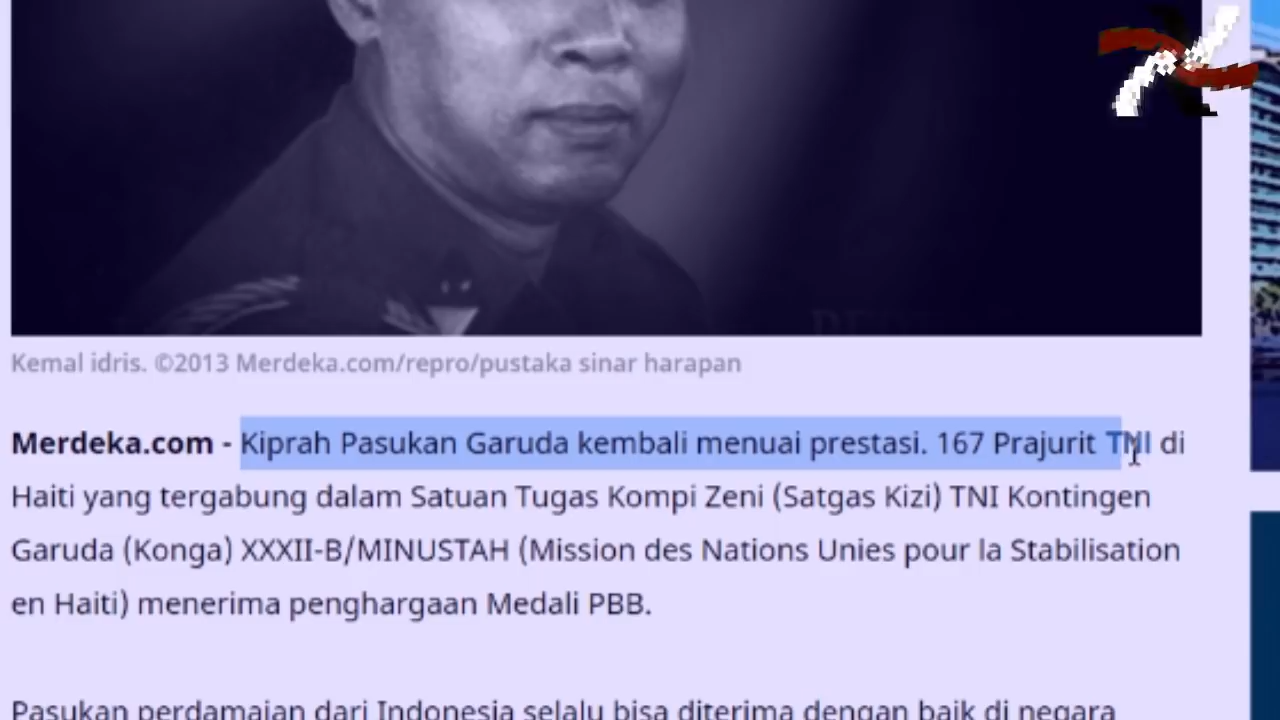 Kemal idris. ©2013 Merdeka.com/repro/pustaka sinar harapan
Merdeka.com - Kiprah Pasukan Garuda kembali menuai prestasi. 167 Prajurit TNI di
Haiti yang tergabung dalam Satuan Tugas Kompi Zeni (Satgas Kizi) TNI Kontingen
Garuda (Konga) XXXII-B/MINUSTAH (Mission des Nations Unies pour la Stabilisation
en Haiti) menerima penghargaan Medali PBB.
Pasukan perdamaian dari Indonesia selalu bisa diterima dengan baik di negara